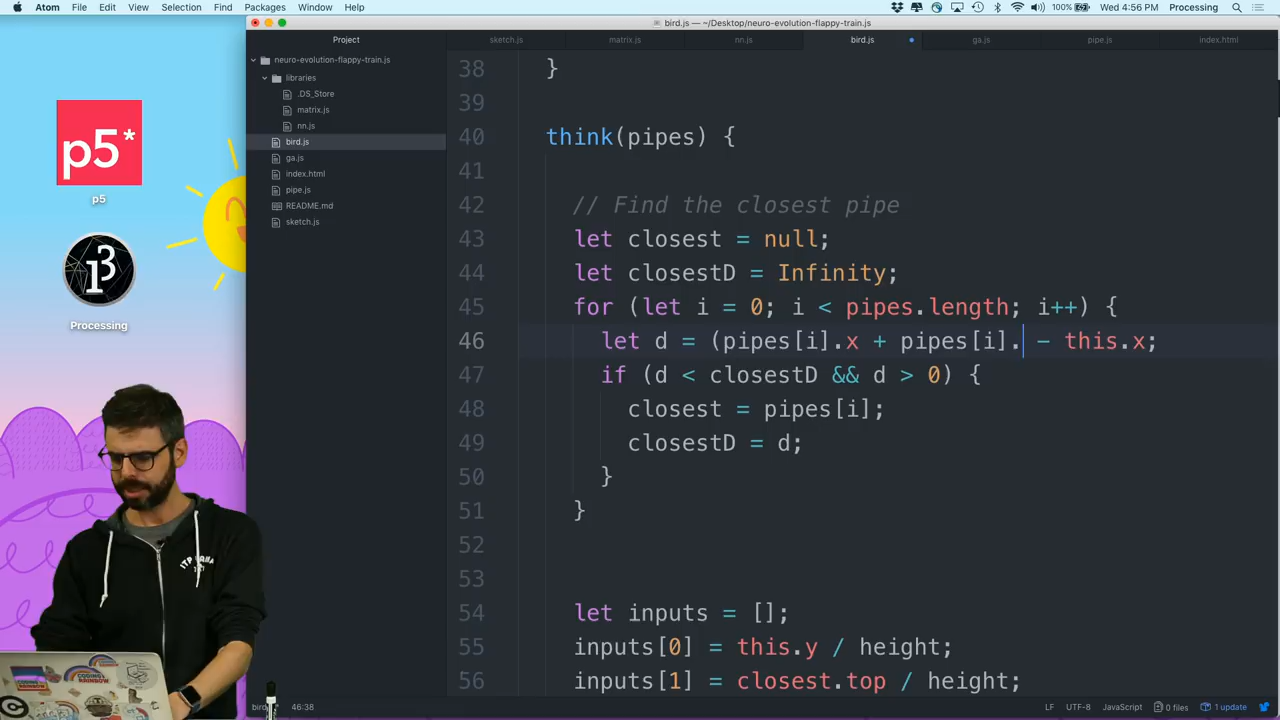 Atom File Edit View Selection Find Packages Window Help 100% Wed 4:56 PM Processing
bird.js — ~/Desktop/neuro-evolution-flappy-train.js
Project
sketch.js matrix.js nn.js bird.js ga.js pipe.js index.html
neuro-evolution-flappy-train.js
libraries
.DS_Store
matrix.js
nn.js
bird.js
ga.js
index.html
pipe.js
README.md
sketch.js
p5*
p5
Processing
38 }
39
40 think(pipes) {
41
42 // Find the closest pipe
43 let closest = null;
44 let closestD = Infinity;
45 for (let i = 0; i < pipes.length; i++) {
46 let d = (pipes[i].x + pipes[i]. - this.x;
47 if (d < closestD && d > 0) {
48 closest = pipes[i];
49 closestD = d;
50 }
51 }
52
53
54 let inputs = [];
55 inputs[0] = this.y / height;
56 inputs[1] = closest.top / height;
46:38 LF UTF-8 JavaScript 0 files 1 update